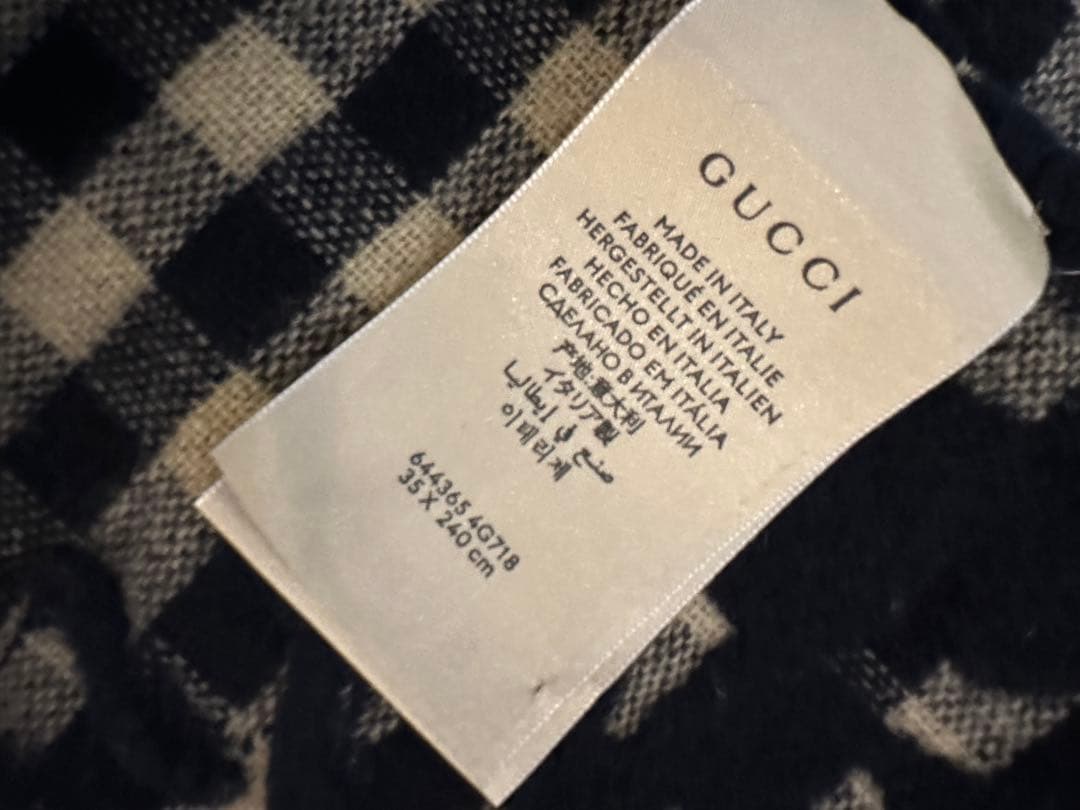 GUCCI
MADE IN ITALY
FABRIQUÉ EN ITALIE
HERGESTELLT IN ITALIEN
HECHO EN ITALIA
FABRICADO EM ITÁLIA
СДЕЛАНО В ИТАЛИИ
产地:意大利
イタリア製
صنع في إيطاليا
이태리제
644365 4G718
35 X 240 cm